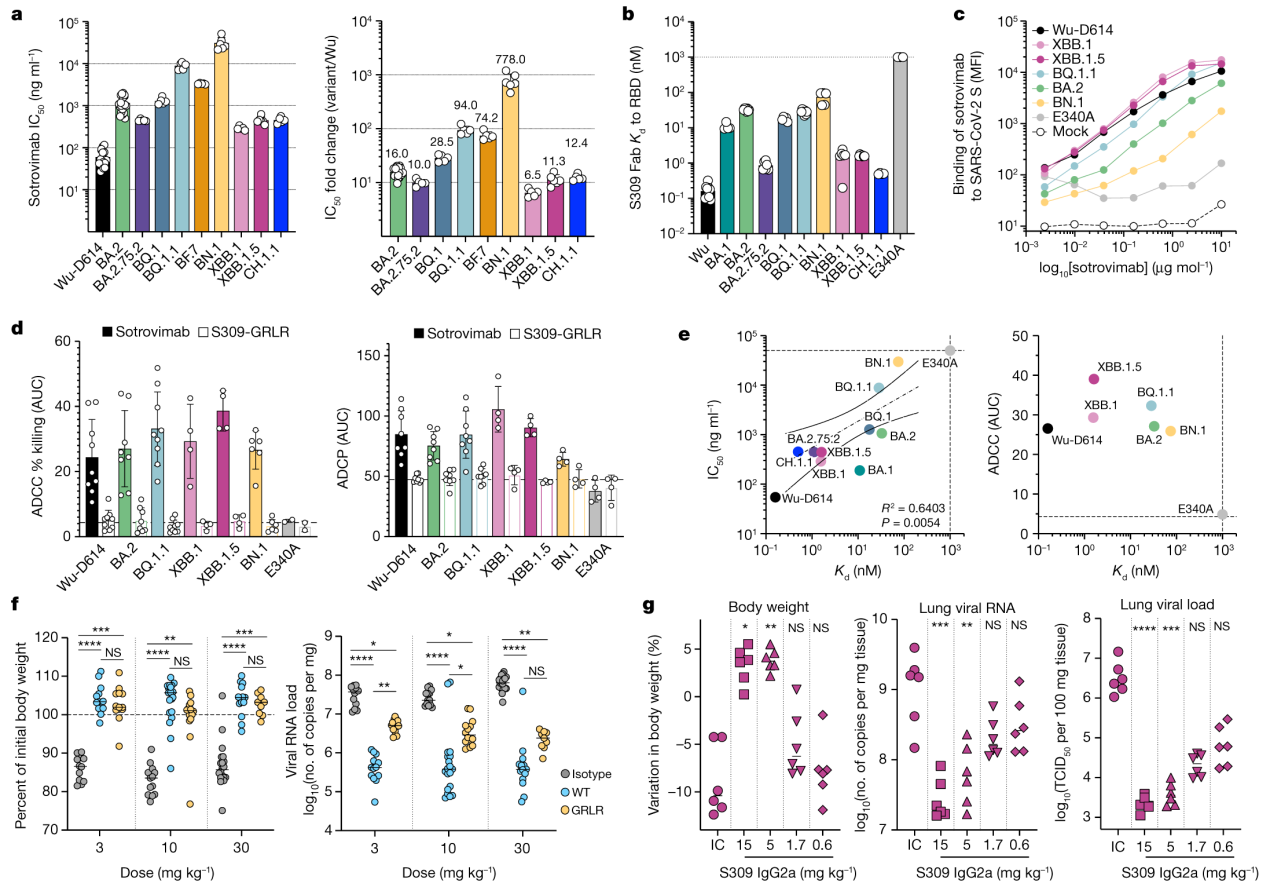 a
Sotrovimab IC50 (ng ml−1)
10^5
10^4
10^3
10^2
10^1
Wu-D614
BA.2
BA.2.75.2
BQ.1
BQ.1.1
BF.7
BN.1
XBB.1
XBB.1.5
CH.1.1
IC50 fold change (variant/Wu)
10^3
10^2
10^1
16.0
10.0
28.5
94.0
74.2
778.0
6.5
11.3
12.4
BA.2
BA.2.75.2
BQ.1
BQ.1.1
BF.7
BN.1
XBB.1
XBB.1.5
CH.1.1
b
S309 Fab Kd to RBD (nM)
10^4
10^3
10^2
10^1
10^0
10^−1
10^−2
Wu
BA.1
BA.2
BA.2.75.2
BQ.1
BQ.1.1
BN.1
XBB.1
XBB.1.5
CH.1.1
E340A
c
Binding of sotrovimab
to SARS-CoV-2 S (MFI)
10^5
10^4
10^3
10^2
10^1
Wu-D614
XBB.1
XBB.1.5
BQ.1.1
BA.2
BN.1
E340A
Mock
10^−3
10^−2
10^−1
10^0
10^1
log10[sotrovimab] (μg mol−1)
d
Sotrovimab
S309-GRLR
ADCC % killing (AUC)
60
40
20
0
Wu-D614
BA.2
BQ.1.1
XBB.1
XBB.1.5
BN.1
E340A
Sotrovimab
S309-GRLR
ADCP (AUC)
150
100
50
0
Wu-D614
BA.2
BQ.1.1
XBB.1
XBB.1.5
BN.1
E340A
e
IC50 (ng ml−1)
10^5
10^4
10^3
10^2
10^1
BN.1
E340A
BQ.1.1
BQ.1
BA.2
BA.2.75:2
XBB.1.5
CH.1.1
XBB.1
BA.1
Wu-D614
R2 = 0.6403
P = 0.0054
10^−1
10^0
10^1
10^2
10^3
Kd (nM)
ADCC (AUC)
50
40
30
20
10
0
XBB.1.5
XBB.1
BQ.1.1
Wu-D614
BA.2
BN.1
E340A
10^−1
10^0
10^1
10^2
10^3
Kd (nM)
f
Percent of initial body weight
120
110
100
90
80
70
***
****
NS
**
****
NS
***
****
NS
3
10
30
Dose (mg kg−1)
Viral RNA load
log10(no. of copies per mg)
9
8
7
6
5
4
*
****
**
*
****
*
**
****
NS
3
10
30
Dose (mg kg−1)
Isotype
WT
GRLR
g
Body weight
Variation in body weight (%)
5
0
−5
−10
*
**
NS
NS
IC
15
5
1.7
0.6
S309 IgG2a (mg kg−1)
Lung viral RNA
log10(no. of copies per mg tissue)
10
9
8
7
***
**
NS
NS
IC
15
5
1.7
0.6
S309 IgG2a (mg kg−1)
Lung viral load
log10(TCID50 per 100 mg tissue)
8
7
6
5
4
3
****
***
NS
NS
IC
15
5
1.7
0.6
S309 IgG2a (mg kg−1)